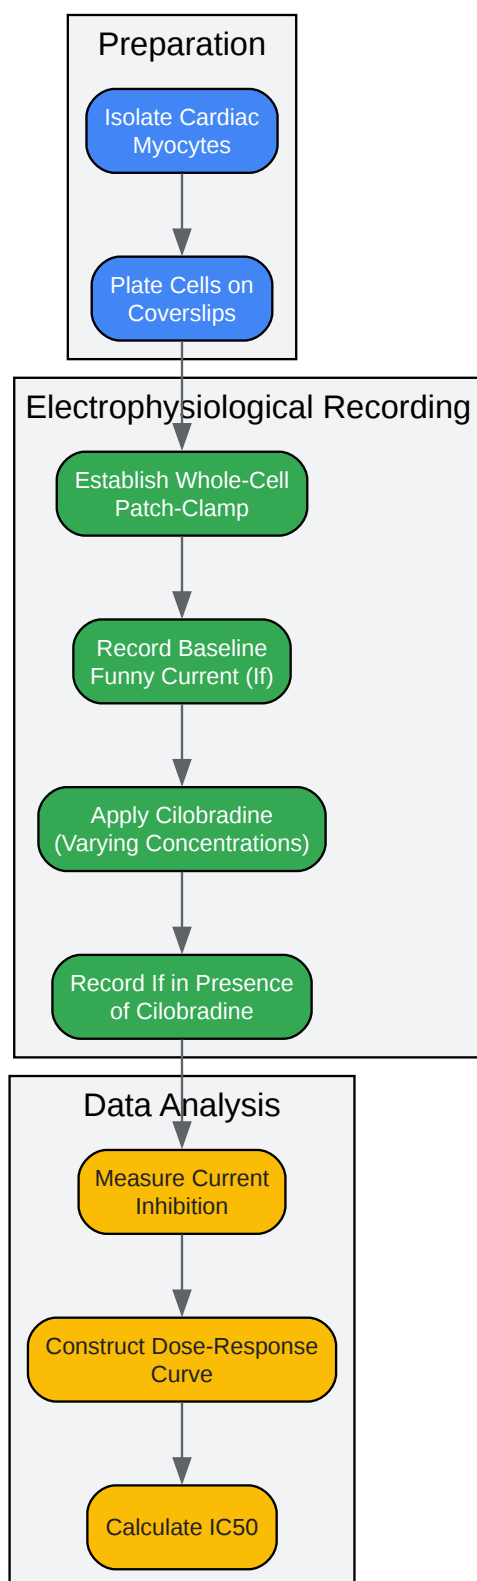 Preparation
Isolate Cardiac
Myocytes
Plate Cells on
Coverslips
Electrophysiological Recording
Establish Whole-Cell
Patch-Clamp
Record Baseline
Funny Current (If)
Apply Cilobradine
(Varying Concentrations)
Record If in Presence
of Cilobradine
Data Analysis
Measure Current
Inhibition
Construct Dose-Response
Curve
Calculate IC50